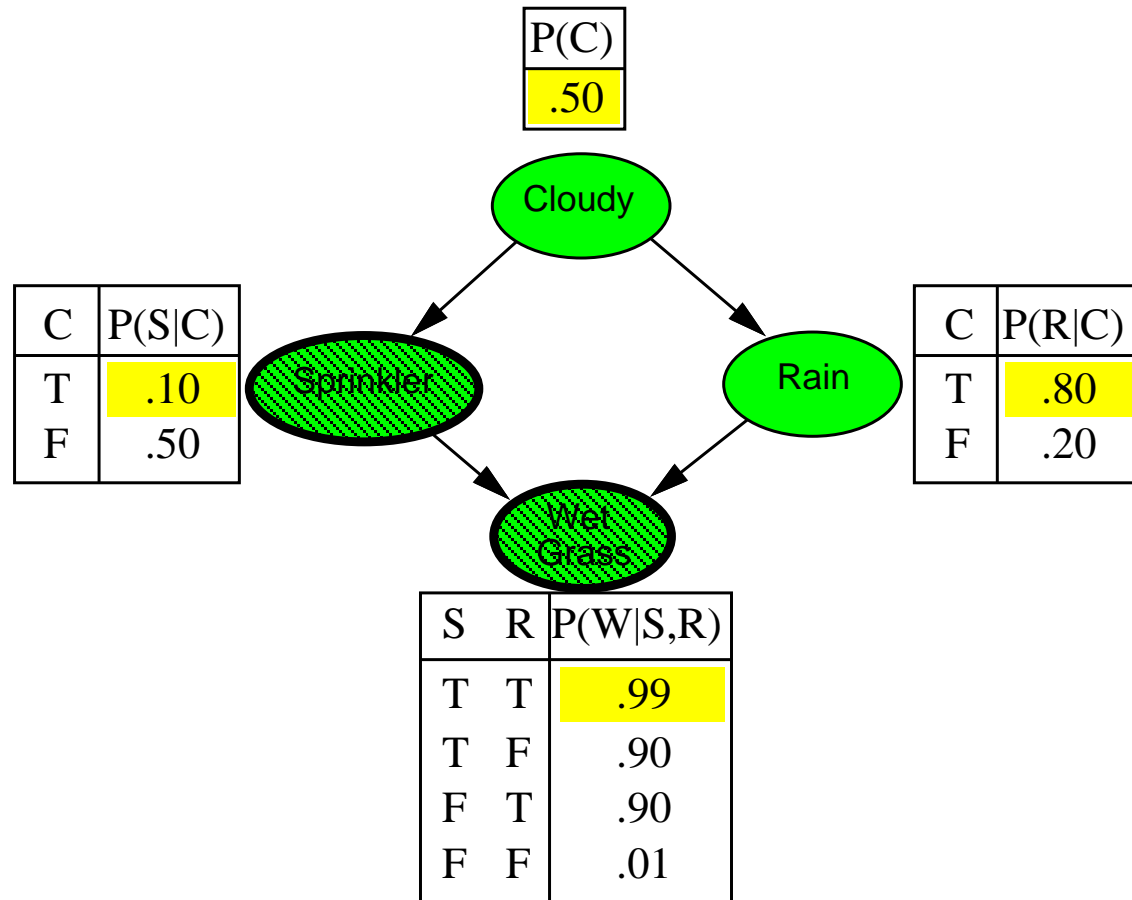 P(C)
.50
Cloudy
C P(S|C)
T .10
F .50
Sprinkler
Rain
C P(R|C)
T .80
F .20
Wet
Grass
S R P(W|S,R)
T T .99
T F .90
F T .90
F F .01